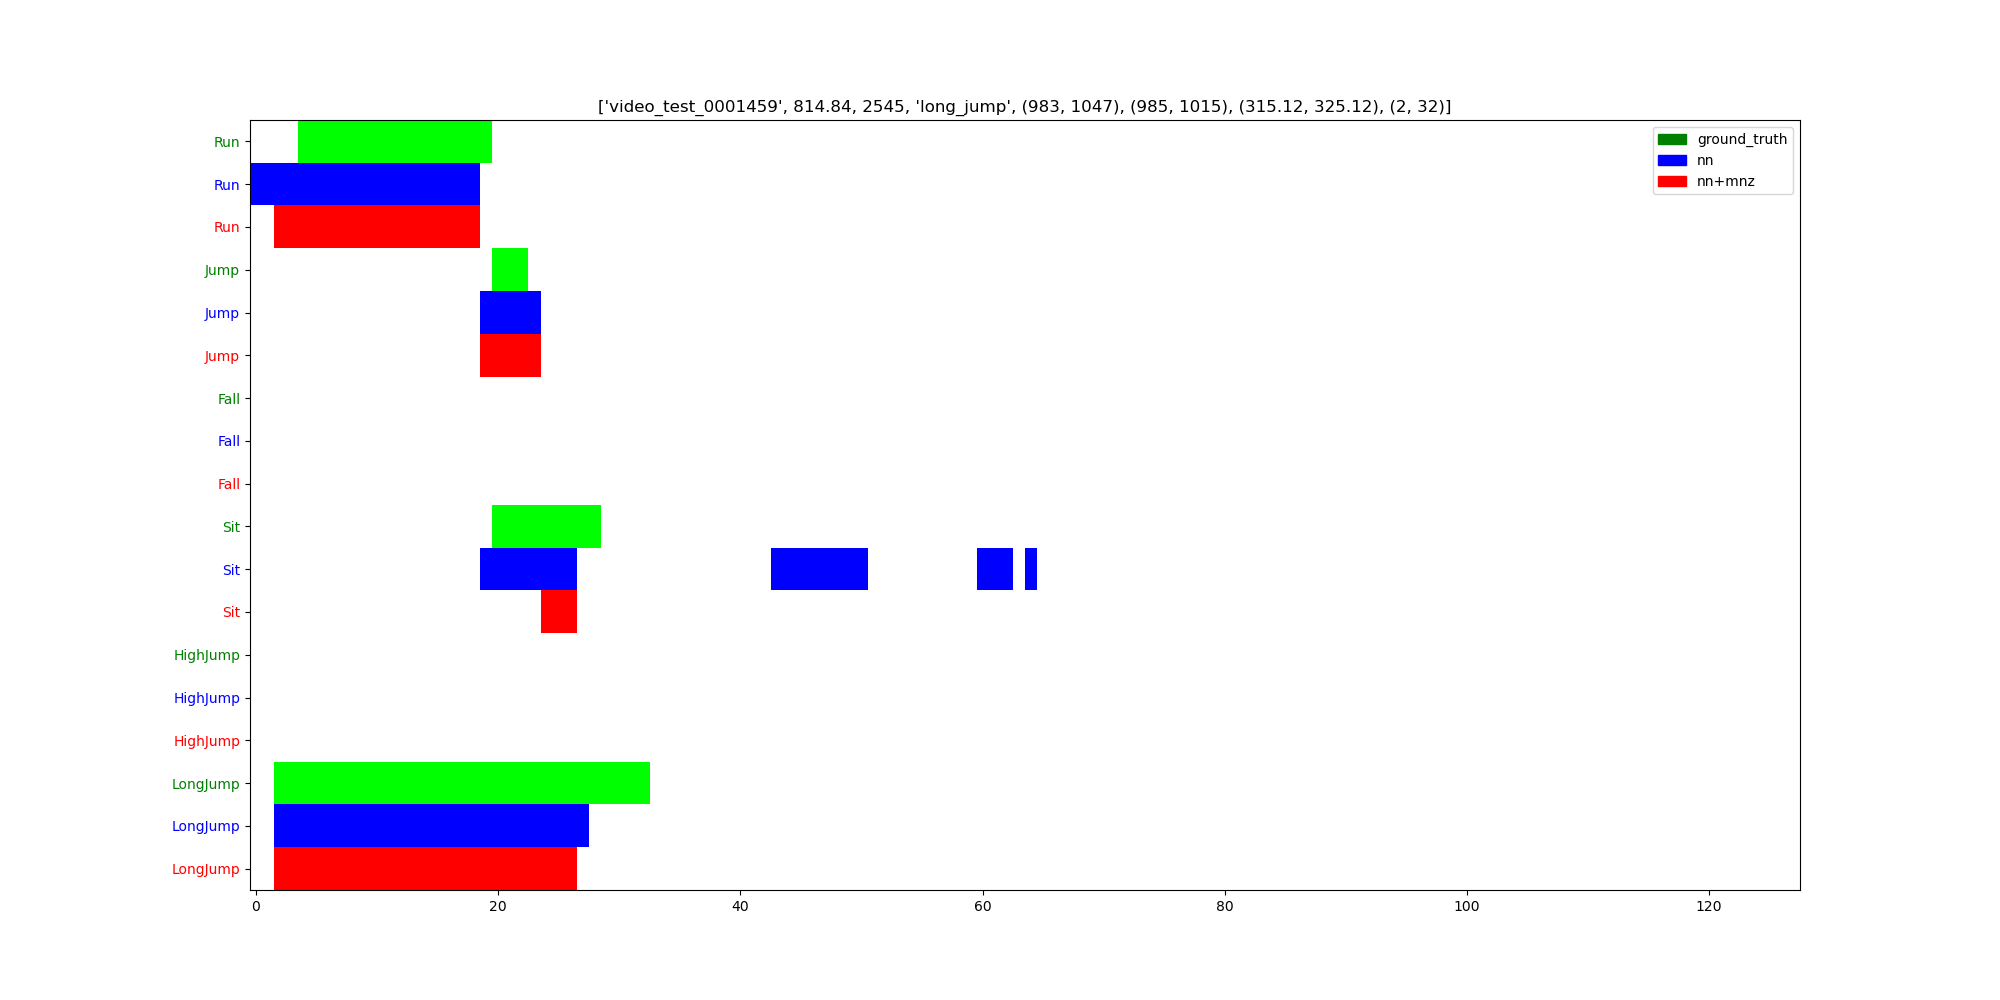 ['video_test_0001459', 814.84, 2545, 'long_jump', (983, 1047), (985, 1015), (315.12, 325.12), (2, 32)]
ground_truth
nn
nn+mnz
Run
Run
Run
Jump
Jump
Jump
Fall
Fall
Fall
Sit
Sit
Sit
HighJump
HighJump
HighJump
LongJump
LongJump
LongJump
0 20 40 60 80 100 120